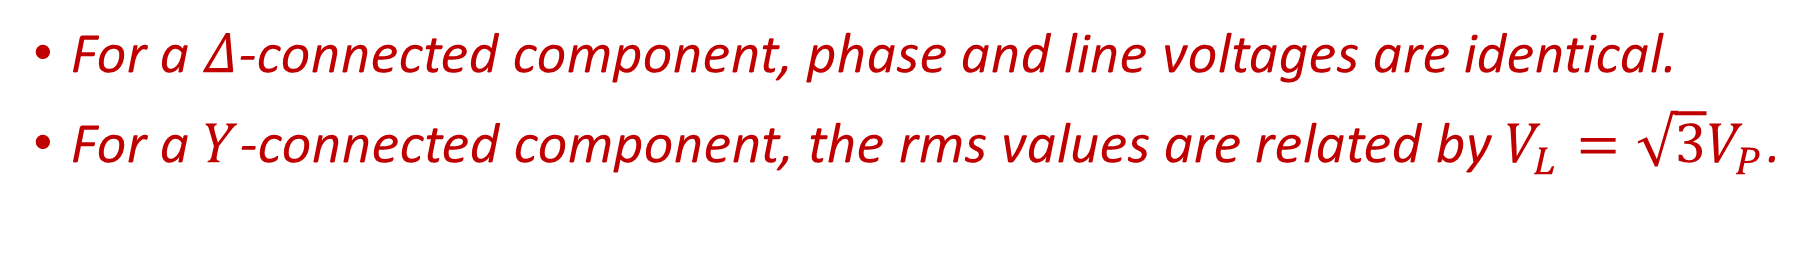 • For a Δ-connected component, phase and line voltages are identical.
• For a Y-connected component, the rms values are related by V_L = √3V_P.